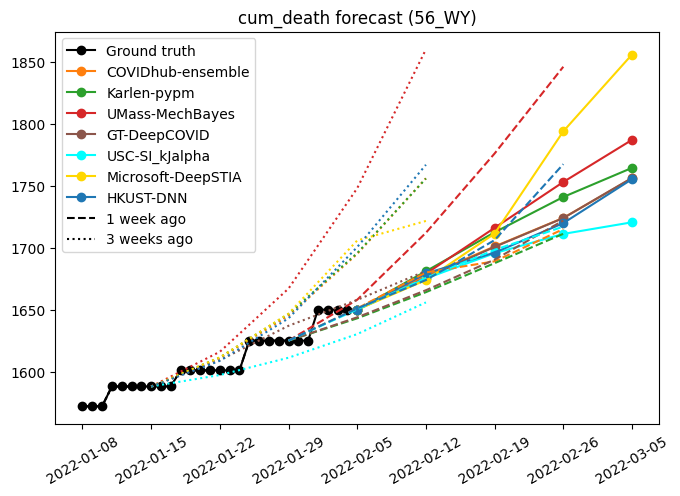 cum_death forecast (56_WY)
Ground truth
COVIDhub-ensemble
Karlen-pypm
UMass-MechBayes
GT-DeepCOVID
USC-SI_kJalpha
Microsoft-DeepSTIA
HKUST-DNN
1 week ago
3 weeks ago
1850
1800
1750
1700
1650
1600
2022-01-08
2022-01-15
2022-01-22
2022-01-29
2022-02-05
2022-02-12
2022-02-19
2022-02-26
2022-03-05